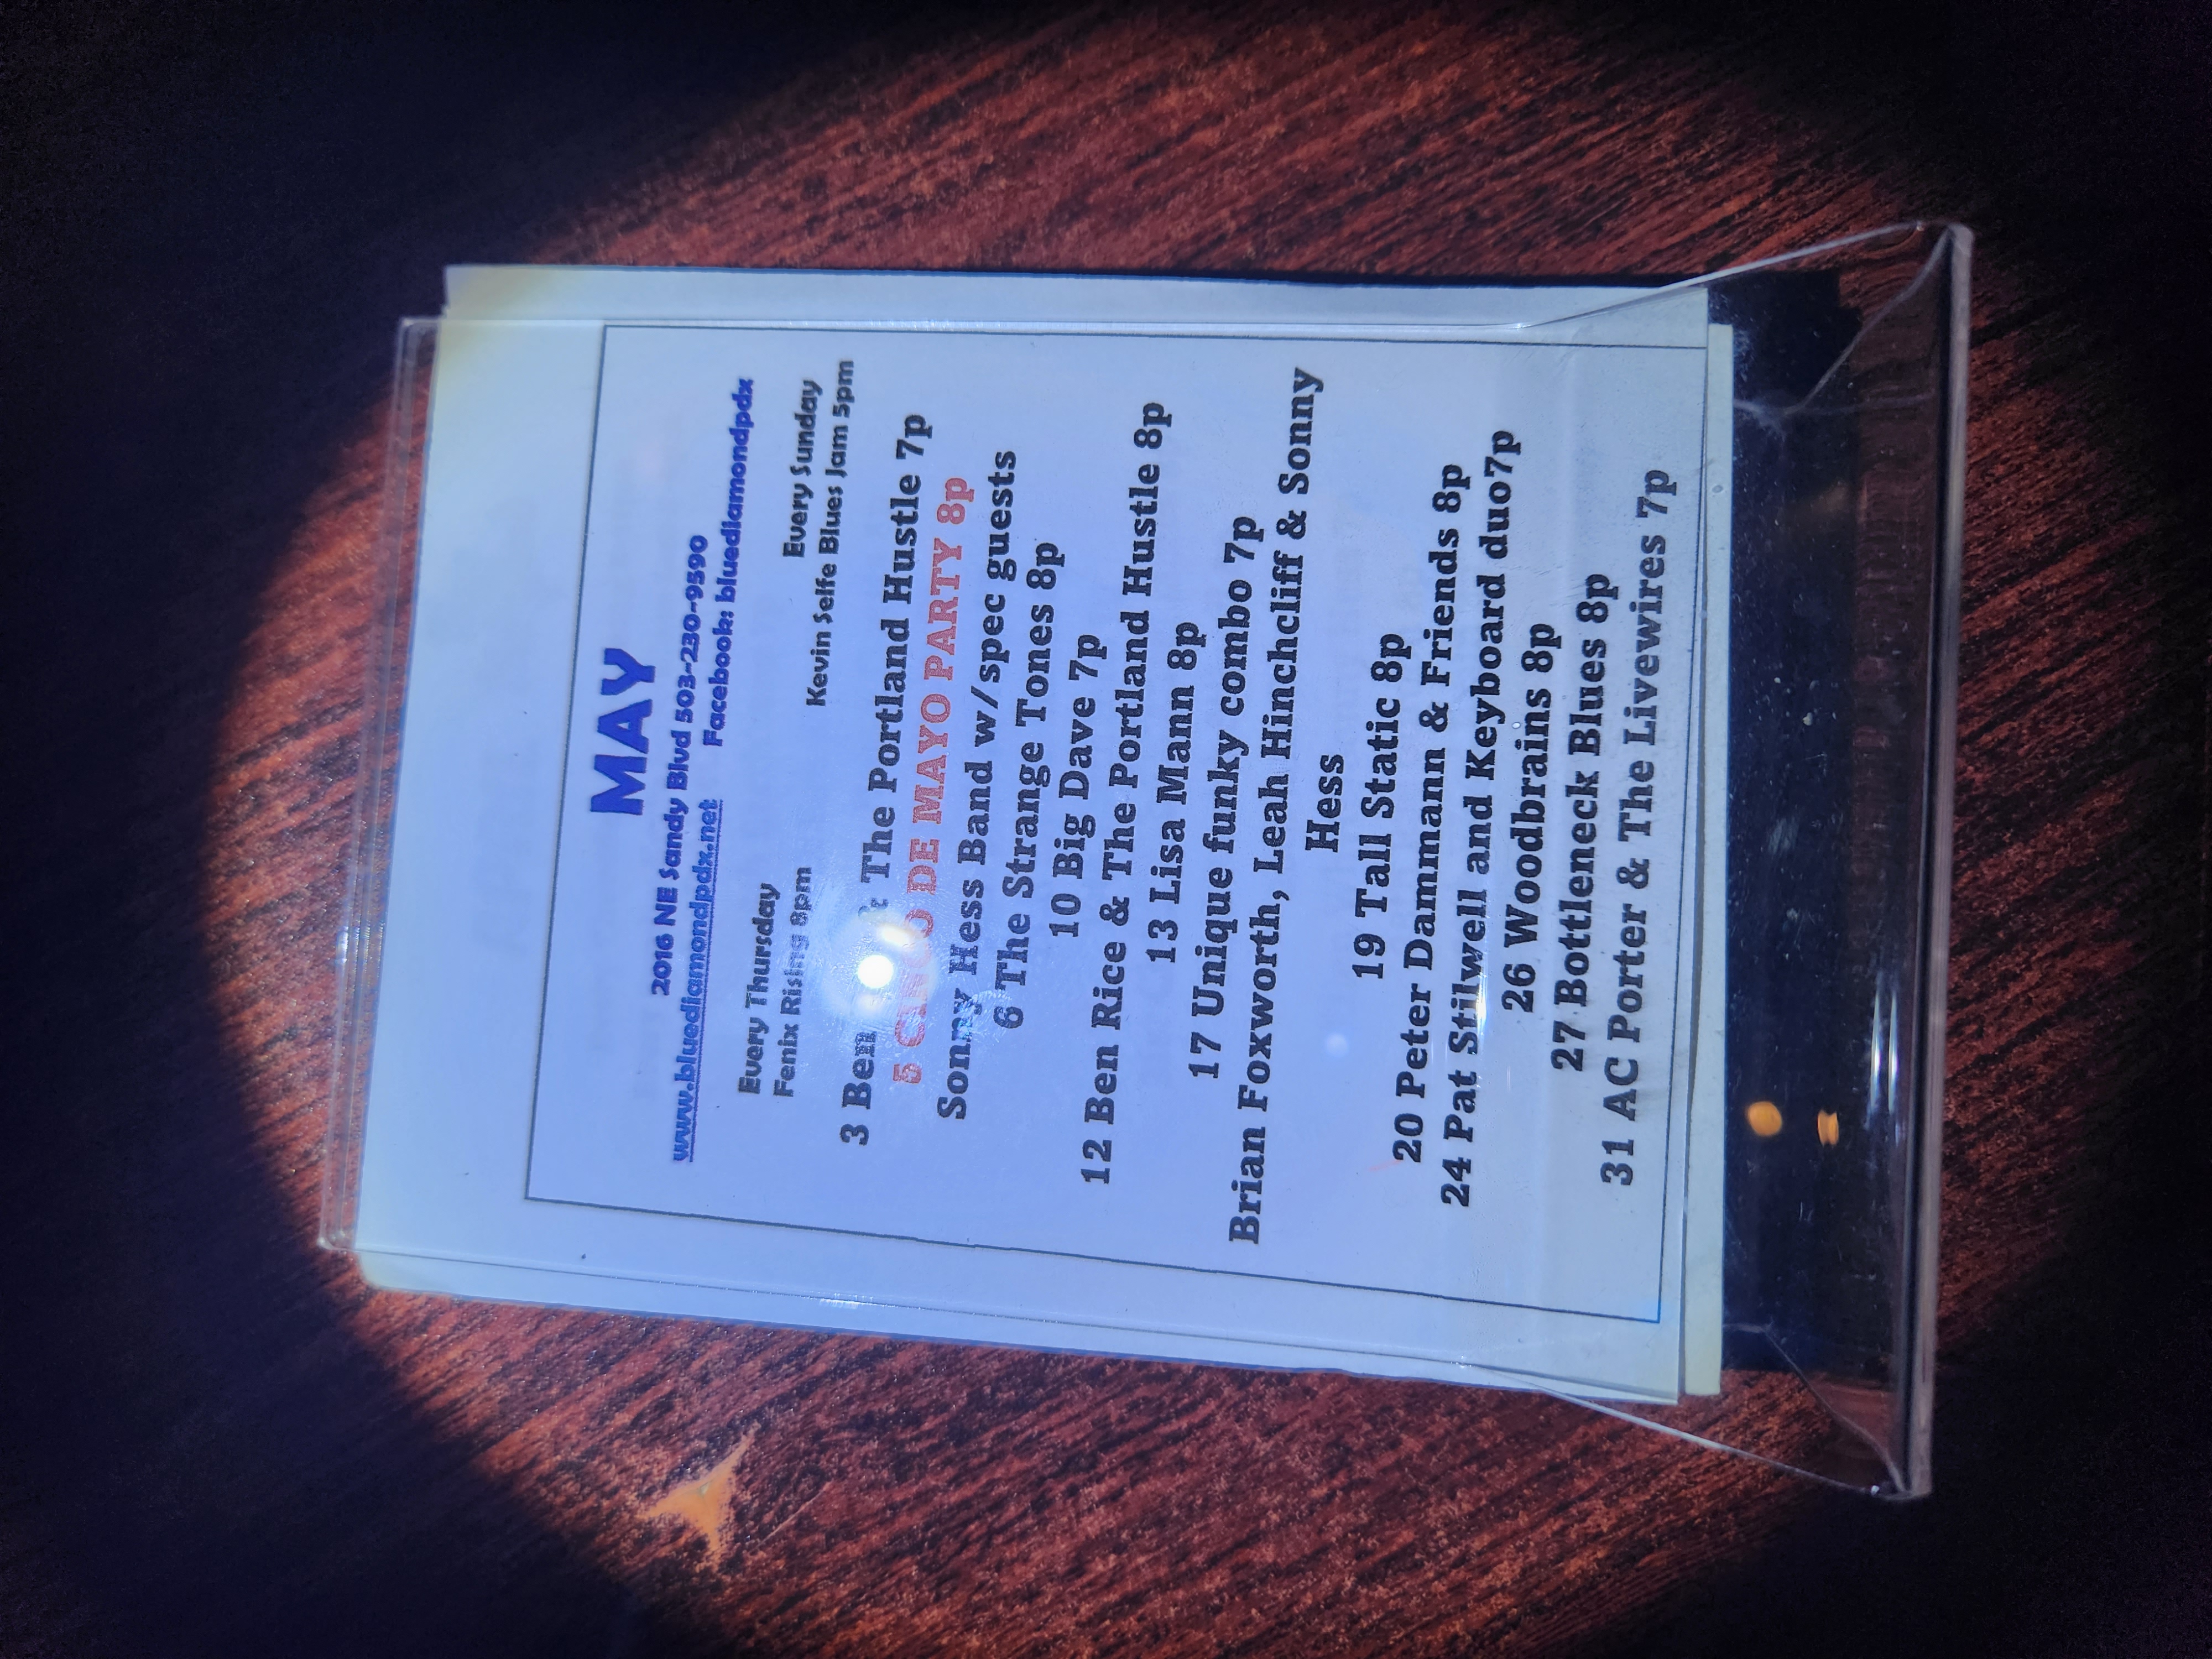 MAY
2016 NE Sandy Blvd 503-230-9590
www.bluediamondpdx.net Facebook: bluediamondpdx
Every Thursday Every Sunday
Fenix Rising 8pm Kevin Selfe Blues Jam 5pm
3 Ben & The Portland Hustle 7p
5 CINCO DE MAYO PARTY 8p
Sonny Hess Band w/spec guests
6 The Strange Tones 8p
10 Big Dave 7p
12 Ben Rice & The Portland Hustle 8p
13 Lisa Mann 8p
17 Unique funky combo 7p
Brian Foxworth, Leah Hinchcliff & Sonny
Hess
19 Tall Static 8p
20 Peter Dammann & Friends 8p
24 Pat Stilwell and Keyboard duo7p
26 Woodbrains 8p
27 Bottleneck Blues 8p
31 AC Porter & The Livewires 7p